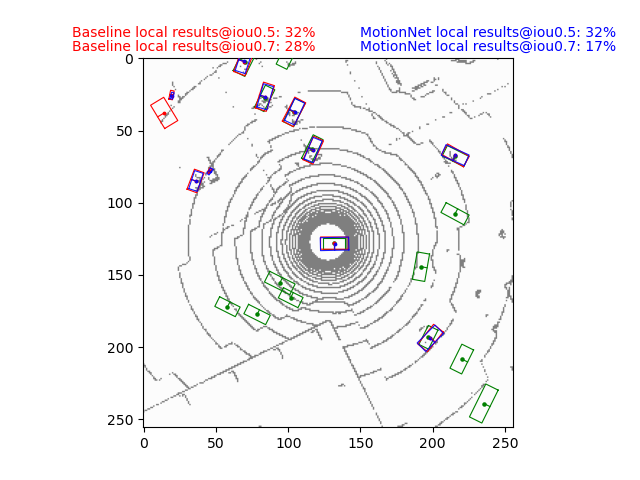 Baseline local results@iou0.5: 32% MotionNet local results@iou0.5: 32%
Baseline local results@iou0.7: 28% MotionNet local results@iou0.7: 17%
0
50
100
150
200
250
0 50 100 150 200 250